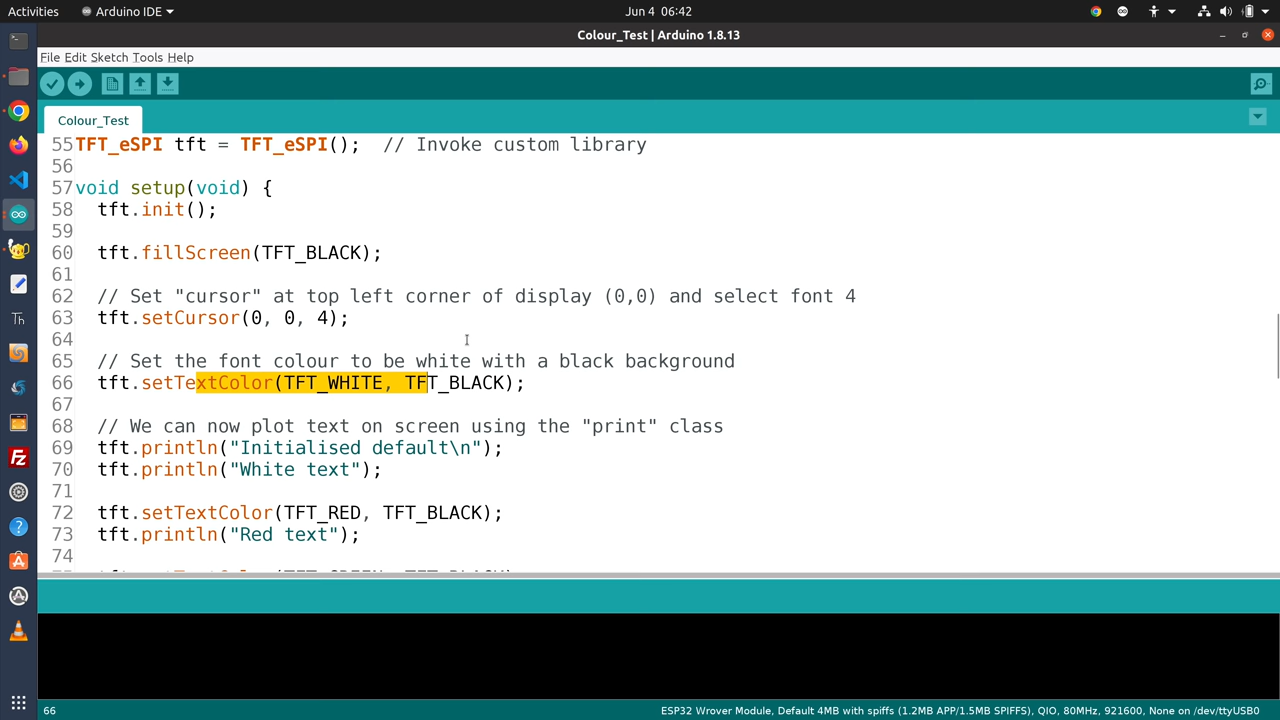 Activities
Arduino IDE
Jun 4 06:42
Colour_Test | Arduino 1.8.13
File Edit Sketch Tools Help
Colour_Test
55 TFT_eSPI tft = TFT_eSPI();  // Invoke custom library
56
57 void setup(void) {
58   tft.init();
59
60   tft.fillScreen(TFT_BLACK);
61
62   // Set "cursor" at top left corner of display (0,0) and select font 4
63   tft.setCursor(0, 0, 4);
64
65   // Set the font colour to be white with a black background
66   tft.setTextColor(TFT_WHITE, TFT_BLACK);
67
68   // We can now plot text on screen using the "print" class
69   tft.println("Initialised default\n");
70   tft.println("White text");
71
72   tft.setTextColor(TFT_RED, TFT_BLACK);
73   tft.println("Red text");
74
Th
Fz
66
ESP32 Wrover Module, Default 4MB with spiffs (1.2MB APP/1.5MB SPIFFS), QIO, 80MHz, 921600, None on /dev/ttyUSB0